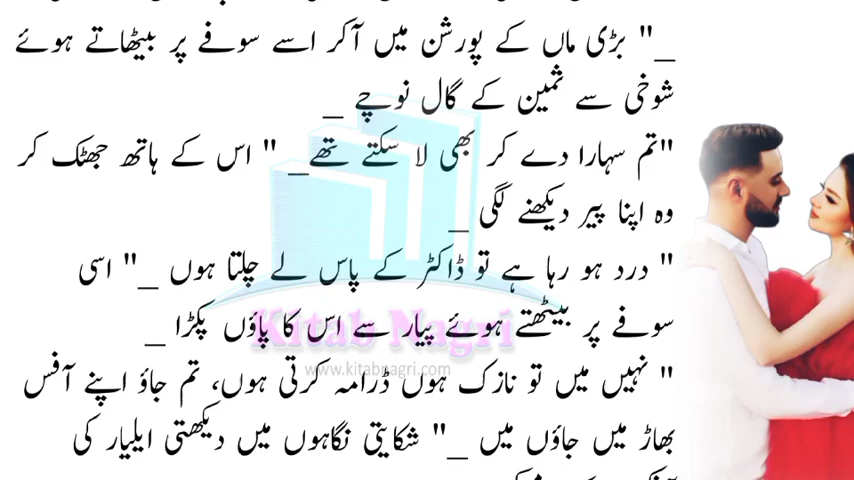 _" بڑی ماں کے پورشن میں آکر اسے سوفے پر بیٹھاتے ہوئے
شوخی سے ثمین کے گال نوچے _
"تم سہارا دے کر بھی لا سکتے تھے_ " اس کے ہاتھ جھٹک کر
وہ اپنا پیر دیکھنے لگی _
" درد ہو رہا ہے تو ڈاکٹر کے پاس لے چلتا ہوں _" اسی
سوفے پر بیٹھتے ہوئے پیار سے اس کا پاؤں پکڑا _
Kitab Nagri
www.kitabnagri.com
" نہیں میں تو نازک ہوں ڈرامہ کرتی ہوں، تم جاؤ اپنے آفس
بھاڑ میں جاؤں میں _" شکایتی نگاہوں میں دیکھتی ایلیار کی